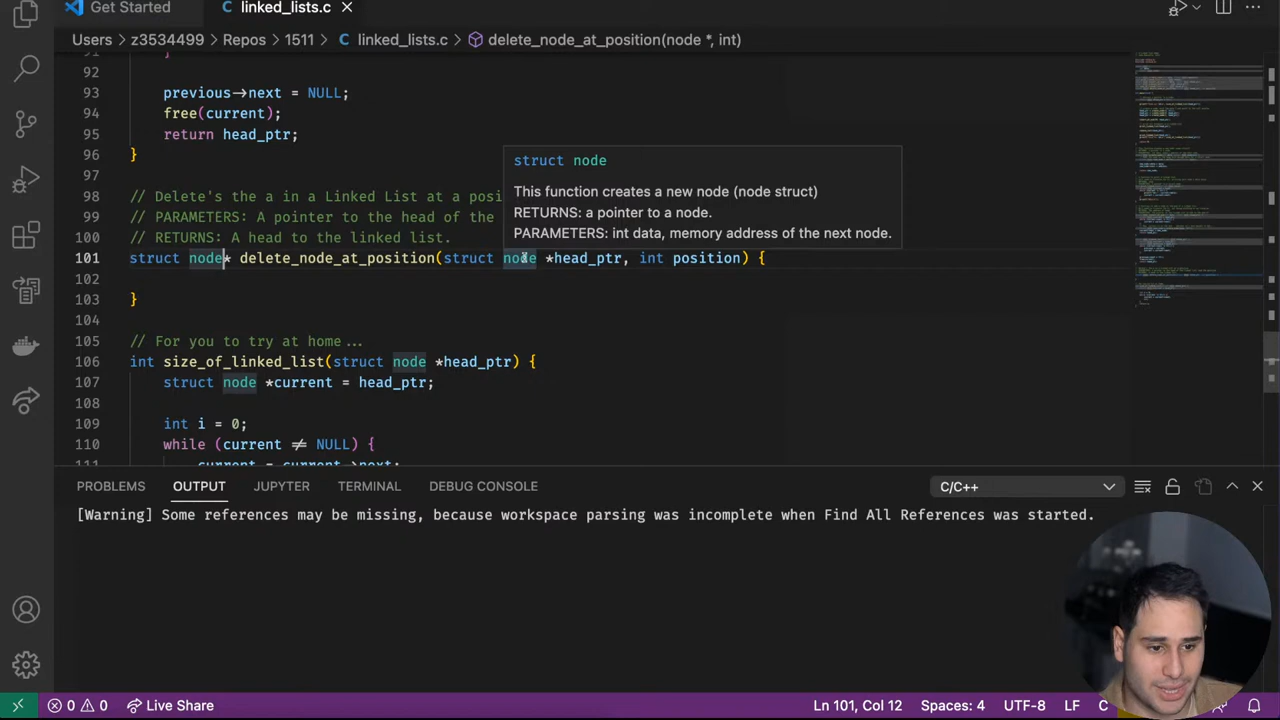 Get Started
linked_lists.c
Users > z3534499 > Repos > 1511 > C linked_lists.c > delete_node_at_position(node *, int)
91 }
92
93 previous->next = NULL;
94 free(current);
95 return head_ptr;
96 }
97
98 // Delete's the node a Linked List a
99 // PARAMETERS: A pointer to the head of the
100 // RETURNS: A head to the linked list
struct node
This function creates a new node (node struct)
RETURNS: a pointer to a node.
PARAMETERS: int data, memory address of the next node.
101 struct node* delete_node_at_position(struct node *head_ptr, int position) {
102
103 }
104
105 // For you to try at home...
106 int size_of_linked_list(struct node *head_ptr) {
107 struct node *current = head_ptr;
108
109 int i = 0;
110 while (current ≠ NULL) {
111 current = current->next;
PROBLEMS OUTPUT JUPYTER TERMINAL DEBUG CONSOLE C/C++
[Warning] Some references may be missing, because workspace parsing was incomplete when Find All References was started.
0 0 Live Share Ln 101, Col 12 Spaces: 4 UTF-8 LF C